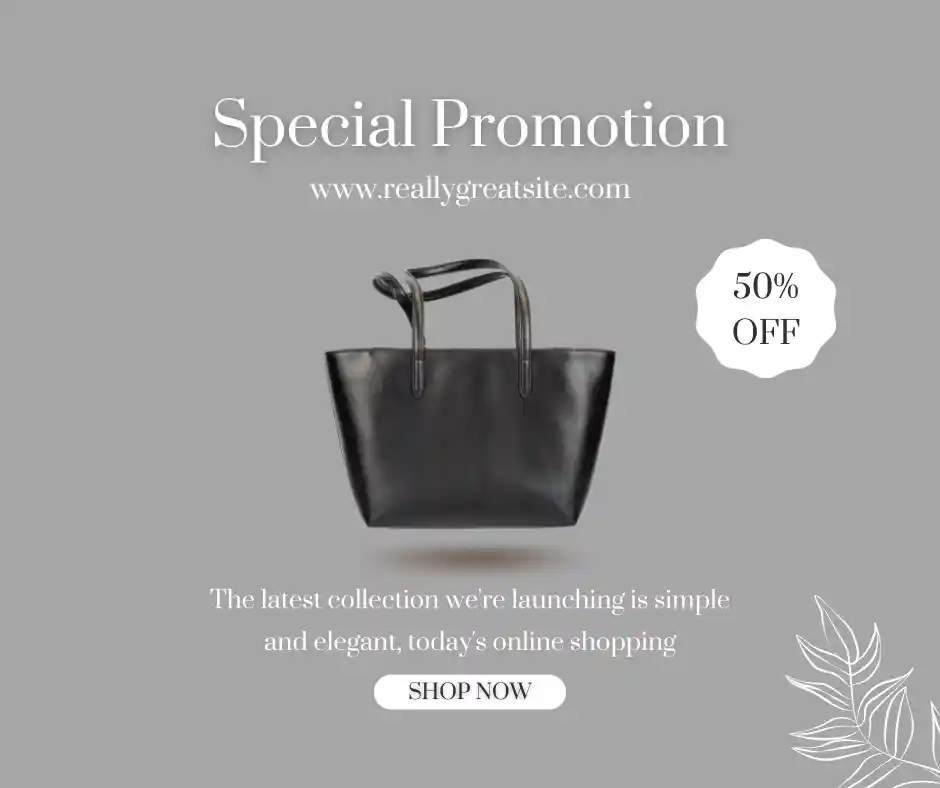 Special Promotion
www.reallygreatsite.com
50%
OFF
The latest collection we're launching is simple
and elegant, today's online shopping
SHOP NOW